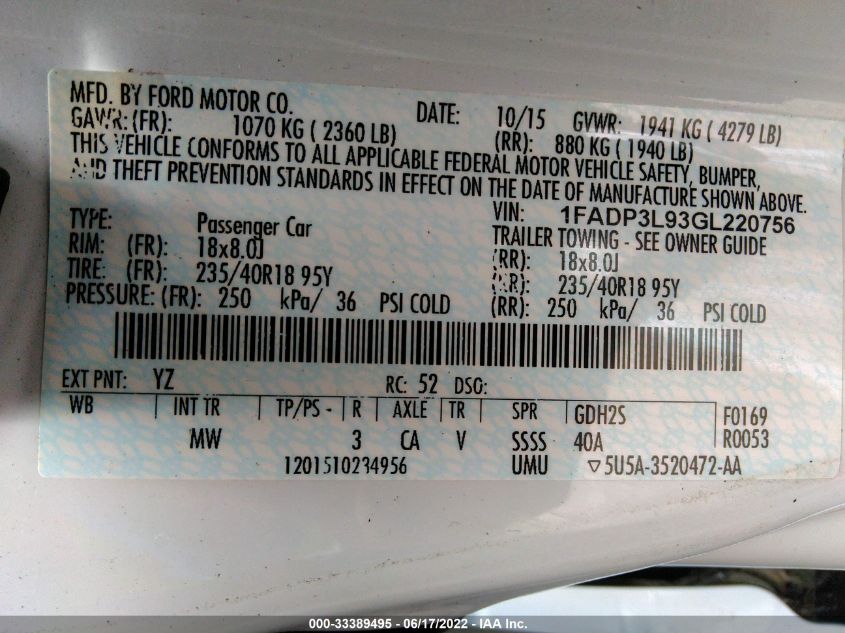 MFD. BY FORD MOTOR CO. DATE: 10/15 GVWR: 1941 KG ( 4279 LB)
GAWR: (FR): 1070 KG ( 2360 LB) (RR): 880 KG ( 1940 LB)
THIS VEHICLE CONFORMS TO ALL APPLICABLE FEDERAL MOTOR VEHICLE SAFETY, BUMPER,
AND THEFT PREVENTION STANDARDS IN EFFECT ON THE DATE OF MANUFACTURE SHOWN ABOVE.
VIN: 1FADP3L93GL220756
TYPE: Passenger Car TRAILER TOWING - SEE OWNER GUIDE
RIM: (FR): 18x8.0J (RR): 18x8.0J
TIRE: (FR): 235/40R18 95Y (RR): 235/40R18 95Y
PRESSURE: (FR): 250 kPa/ 36 PSI COLD (RR): 250 kPa/ 36 PSI COLD
EXT PNT: YZ RC: 52 DSO:
WB INT TR TP/PS - R AXLE TR SPR GDH2S F0169
MW 3 CA V SSSS 40A R0053
1201510234956 UMU ▽5U5A-3520472-AA
000-33389495 - 06/17/2022 - IAA Inc.